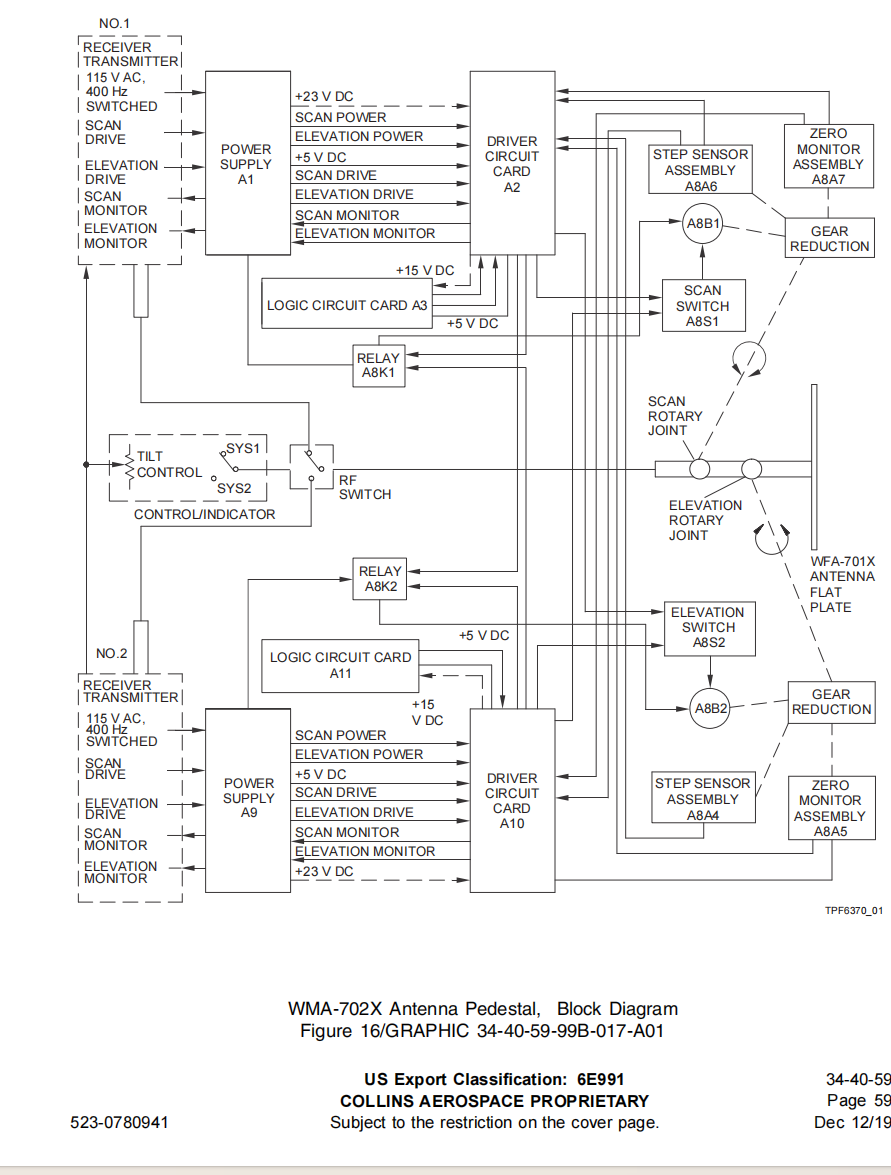 NO.1
RECEIVER
TRANSMITTER
115 V AC,
400 Hz
SWITCHED
SCAN
DRIVE
ELEVATION
DRIVE
SCAN
MONITOR
ELEVATION
MONITOR
POWER
SUPPLY
A1
+23 V DC
SCAN POWER
ELEVATION POWER
+5 V DC
SCAN DRIVE
ELEVATION DRIVE
SCAN MONITOR
ELEVATION MONITOR
DRIVER
CIRCUIT
CARD
A2
STEP SENSOR
ASSEMBLY
A8A6
ZERO
MONITOR
ASSEMBLY
A8A7
A8B1
GEAR
REDUCTION
+15 V DC
LOGIC CIRCUIT CARD A3
+5 V DC
SCAN
SWITCH
A8S1
RELAY
A8K1
SCAN
ROTARY
JOINT
TILT
CONTROL
SYS1
SYS2
CONTROL/INDICATOR
RF
SWITCH
ELEVATION
ROTARY
JOINT
WFA-701X
ANTENNA
FLAT
PLATE
RELAY
A8K2
ELEVATION
SWITCH
A8S2
+5 V DC
LOGIC CIRCUIT CARD
A11
+15
V DC
A8B2
GEAR
REDUCTION
NO.2
RECEIVER
TRANSMITTER
115 V AC,
400 Hz
SWITCHED
SCAN
DRIVE
ELEVATION
DRIVE
SCAN
MONITOR
ELEVATION
MONITOR
POWER
SUPPLY
A9
SCAN POWER
ELEVATION POWER
+5 V DC
SCAN DRIVE
ELEVATION DRIVE
SCAN MONITOR
ELEVATION MONITOR
+23 V DC
DRIVER
CIRCUIT
CARD
A10
STEP SENSOR
ASSEMBLY
A8A4
ZERO
MONITOR
ASSEMBLY
A8A5
TPF6370_01
WMA-702X Antenna Pedestal, Block Diagram
Figure 16/GRAPHIC 34-40-59-99B-017-A01
US Export Classification: 6E991
34-40-59
COLLINS AEROSPACE PROPRIETARY
Page 59
523-0780941
Subject to the restriction on the cover page.
Dec 12/19